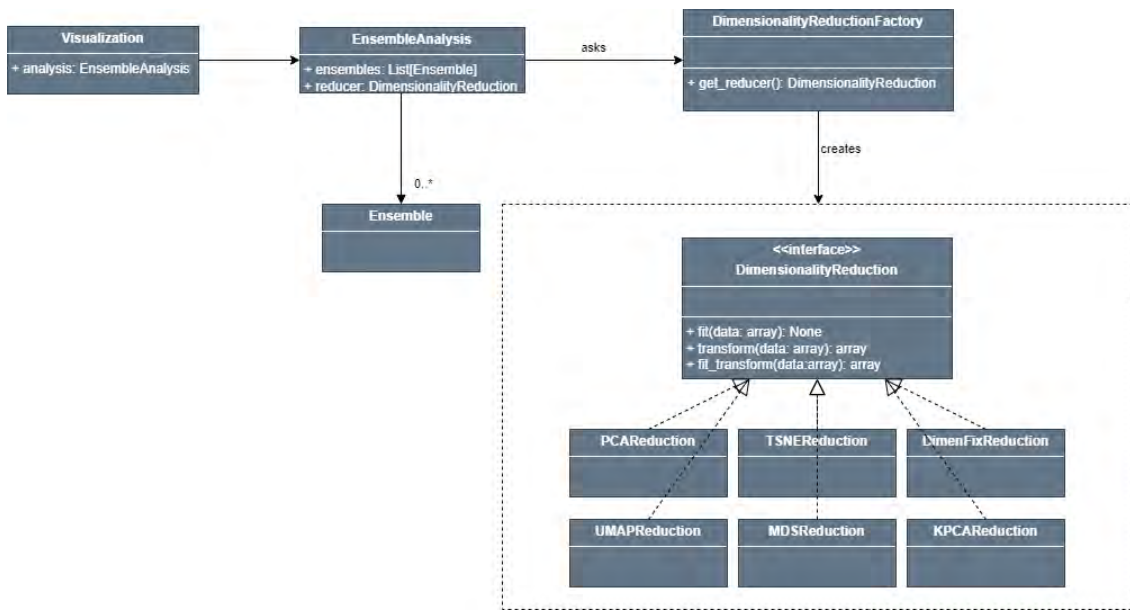 Visualization
+ analysis: EnsembleAnalysis
EnsembleAnalysis
+ ensembles: List[Ensemble]
+ reducer: DimensionalityReduction
asks
DimensionalityReductionFactory
+ get_reducer(): DimensionalityReduction
creates
0..*
Ensemble
<<interface>>
DimensionalityReduction
+ fit(data: array): None
+ transform(data: array): array
+ fit_transform(data:array): array
PCAReduction
TSNEReduction
DimenFixReduction
UMAPReduction
MDSReduction
KPCAReduction